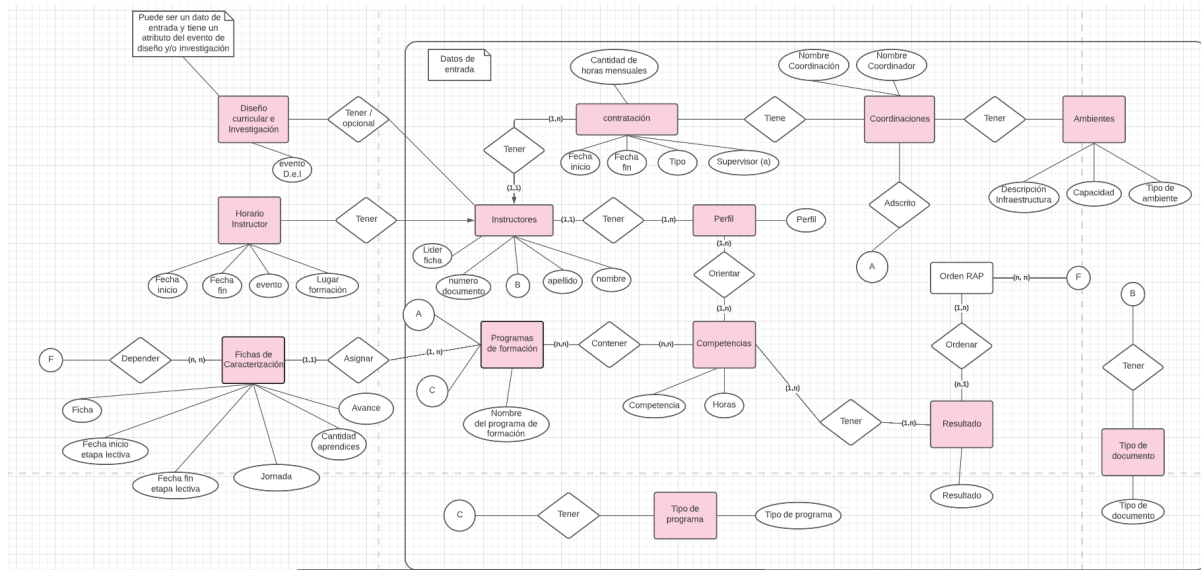 Puede ser un dato de
entrada y tiene un
atributo del evento de
diseño y/o investigación
Datos de
entrada
Cantidad de
horas mensuales
Nombre
Coordinación
Nombre
Coordinador
Diseño
curricular e
Investigación
Tener /
opcional
(1,n)
contratación
Tiene
Coordinaciones
Tener
Ambientes
evento
D.e.I
Tener
Fecha
inicio
Fecha
fin
Tipo
Supervisor (a)
Descripción
Infraestructura
Capacidad
Tipo de
ambiente
(1,1)
Adscrito
Horario
Instructor
Tener
Instructores
(1,1)
Tener
(1,n)
Perfil
Perfil
Fecha
inicio
Fecha
fin
evento
Lugar
formación
Lider
ficha
numero
documento
B
apellido
nombre
(1,n)
Orientar
(1,n)
A
Orden RAP
(n, n)
F
B
A
(1,n)
F
Depender
(n, n)
Fichas de
Caracterización
(1,1)
Asignar
(1, n)
Programas
de formación
(n,n)
Contener
(n,n)
Competencias
Ordenar
Tener
C
(1,n)
(n,1)
Ficha
Avance
Nombre
del programa de
formación
Competencia
Horas
Tener
(1,n)
Resultado
Fecha inicio
etapa lectiva
Cantidad
aprendices
Tipo de
documento
Fecha fin
etapa lectiva
Jornada
Resultado
Tipo de
documento
C
Tener
Tipo de
programa
Tipo de programa